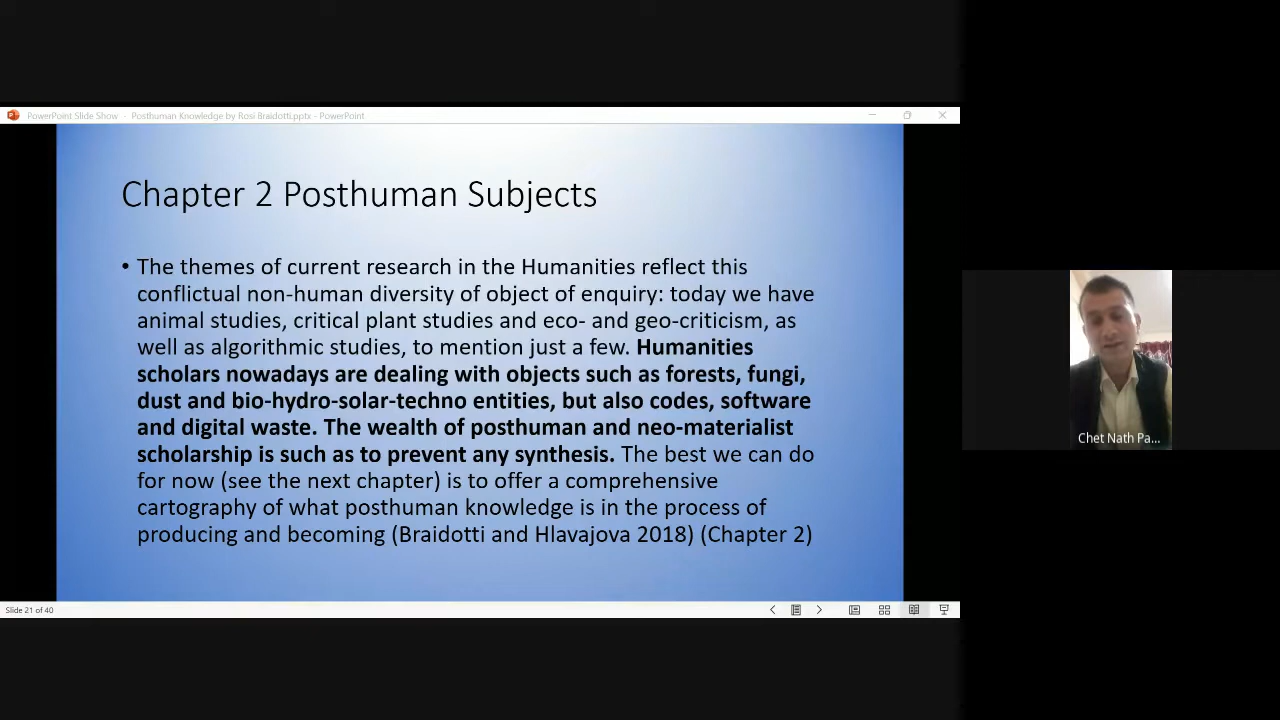 PowerPoint Slide Show - Posthuman Knowledge by Rosi Braidotti.pptx - PowerPoint
Chapter 2 Posthuman Subjects
• The themes of current research in the Humanities reflect this
conflictual non-human diversity of object of enquiry: today we have
animal studies, critical plant studies and eco- and geo-criticism, as
well as algorithmic studies, to mention just a few. Humanities
scholars nowadays are dealing with objects such as forests, fungi,
dust and bio-hydro-solar-techno entities, but also codes, software
and digital waste. The wealth of posthuman and neo-materialist
scholarship is such as to prevent any synthesis. The best we can do
for now (see the next chapter) is to offer a comprehensive
cartography of what posthuman knowledge is in the process of
producing and becoming (Braidotti and Hlavajova 2018) (Chapter 2)
Slide 21 of 40
Chet Nath Pa...